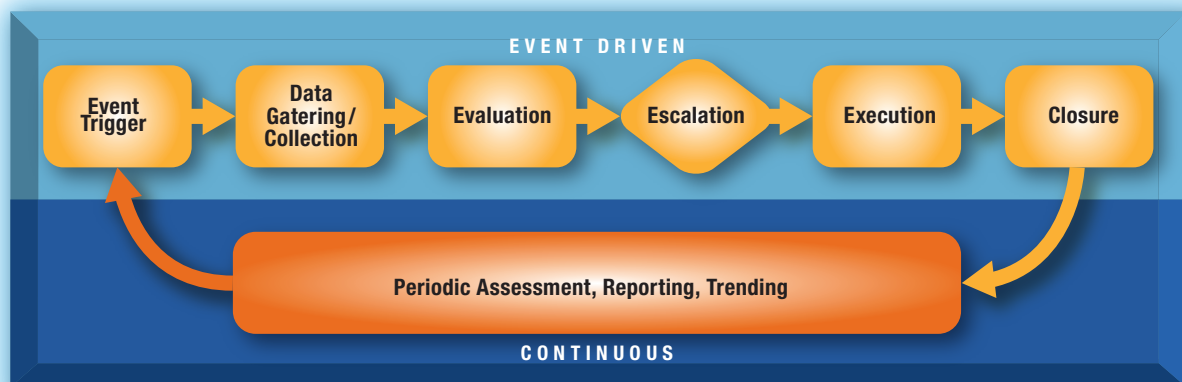 EVENT DRIVEN
Event
Trigger
Data
Gatering/
Collection
Evaluation
Escalation
Execution
Closure
Periodic Assessment, Reporting, Trending
CONTINUOUS